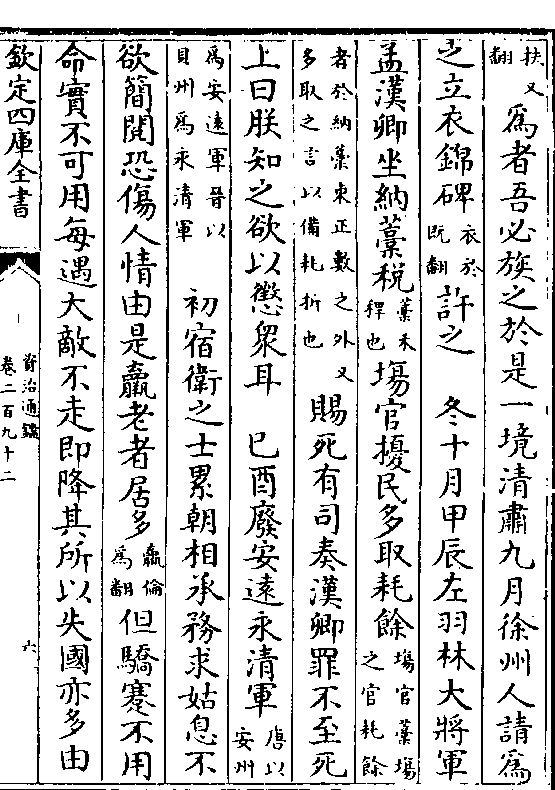 扶又翻為者吾必族之於是一境清肅九月徐州人請為
之立衣錦碑衣於既翻許之　冬十月甲辰左羽林大將軍
孟漢卿坐納藁税藁禾稈也塲官擾民多取耗餘塲官藁塲之官耗餘
者於納藁束正數之外又多取之言以備耗折也賜死有司奏漢卿罪不至死
上曰朕知之欲以懲衆耳　已酉廢安遠永清軍唐以安州
為安遠軍晉以貝州為永清軍　初宿衛之士累朝相承務求姑息不
欲簡閱恐傷人情由是羸老者居多羸倫為翻但驕蹇不用
命實不可用每遇大敵不走即降其所以失國亦多由
欽定四庫全書
資治通鑑
卷二百九十二
六